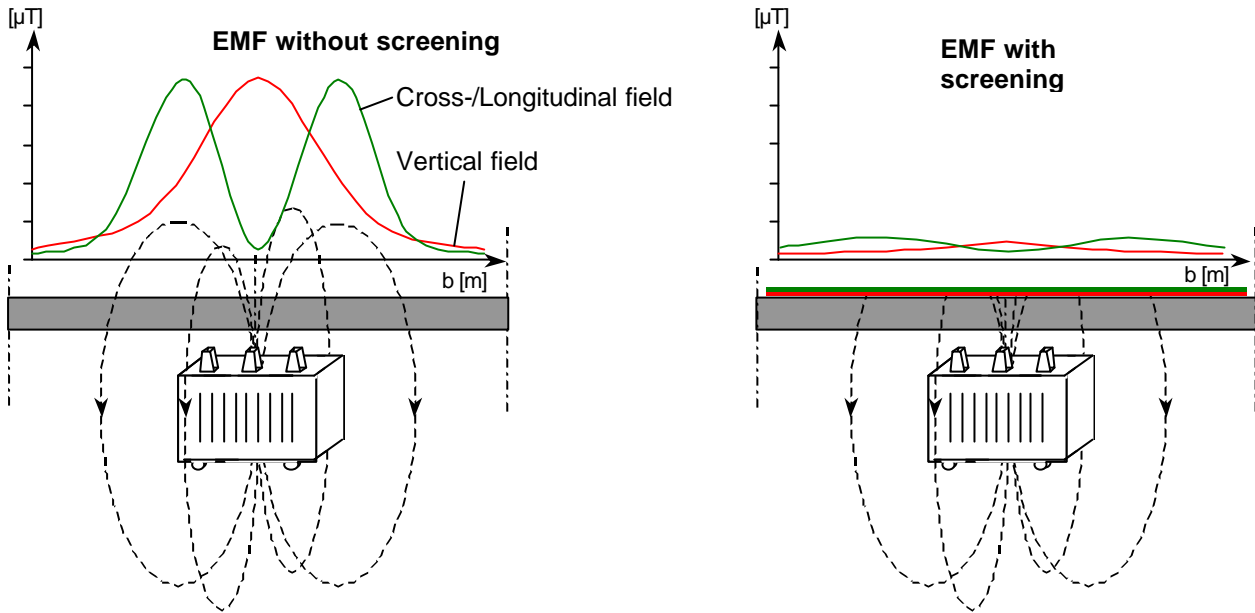 [µT]
EMF without screening
Cross-/Longitudinal field
Vertical field
b [m]
[µT]
EMF with
screening
b [m]